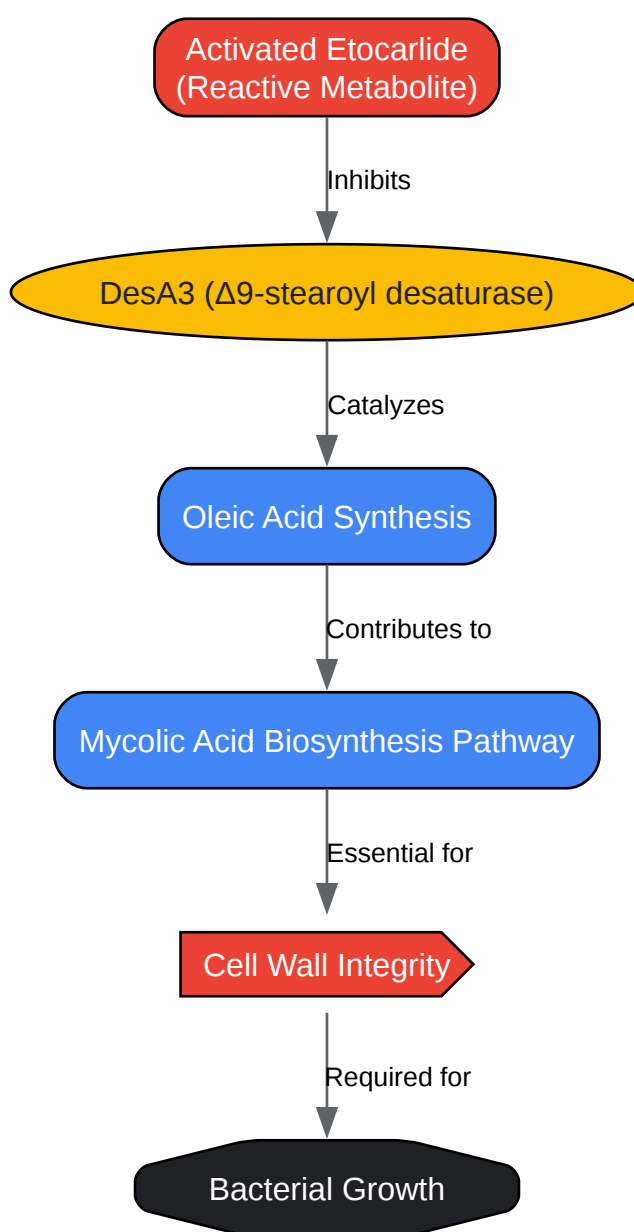 Activated Etocarlide
(Reactive Metabolite)
Inhibits
DesA3 (Δ9-stearoyl desaturase)
Catalyzes
Oleic Acid Synthesis
Contributes to
Mycolic Acid Biosynthesis Pathway
Essential for
Cell Wall Integrity
Required for
Bacterial Growth